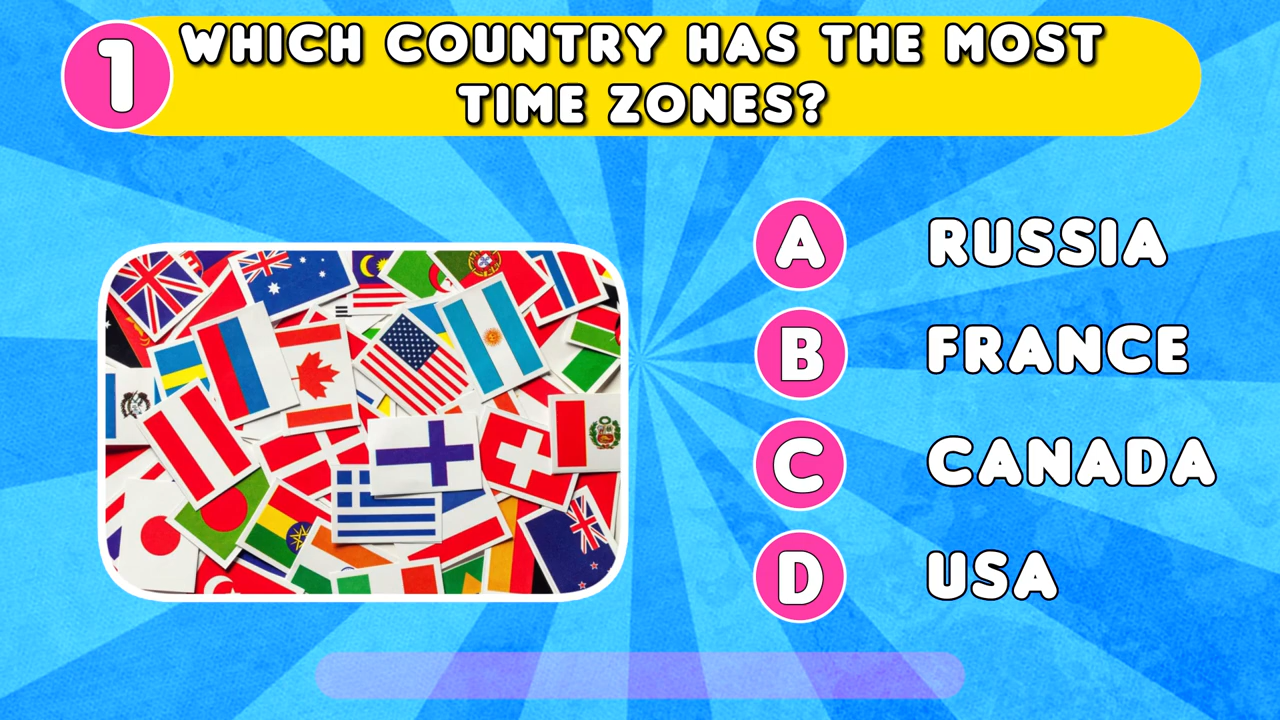 1
WHICH COUNTRY HAS THE MOST
TIME ZONES?
A RUSSIA
B FRANCE
C CANADA
D USA